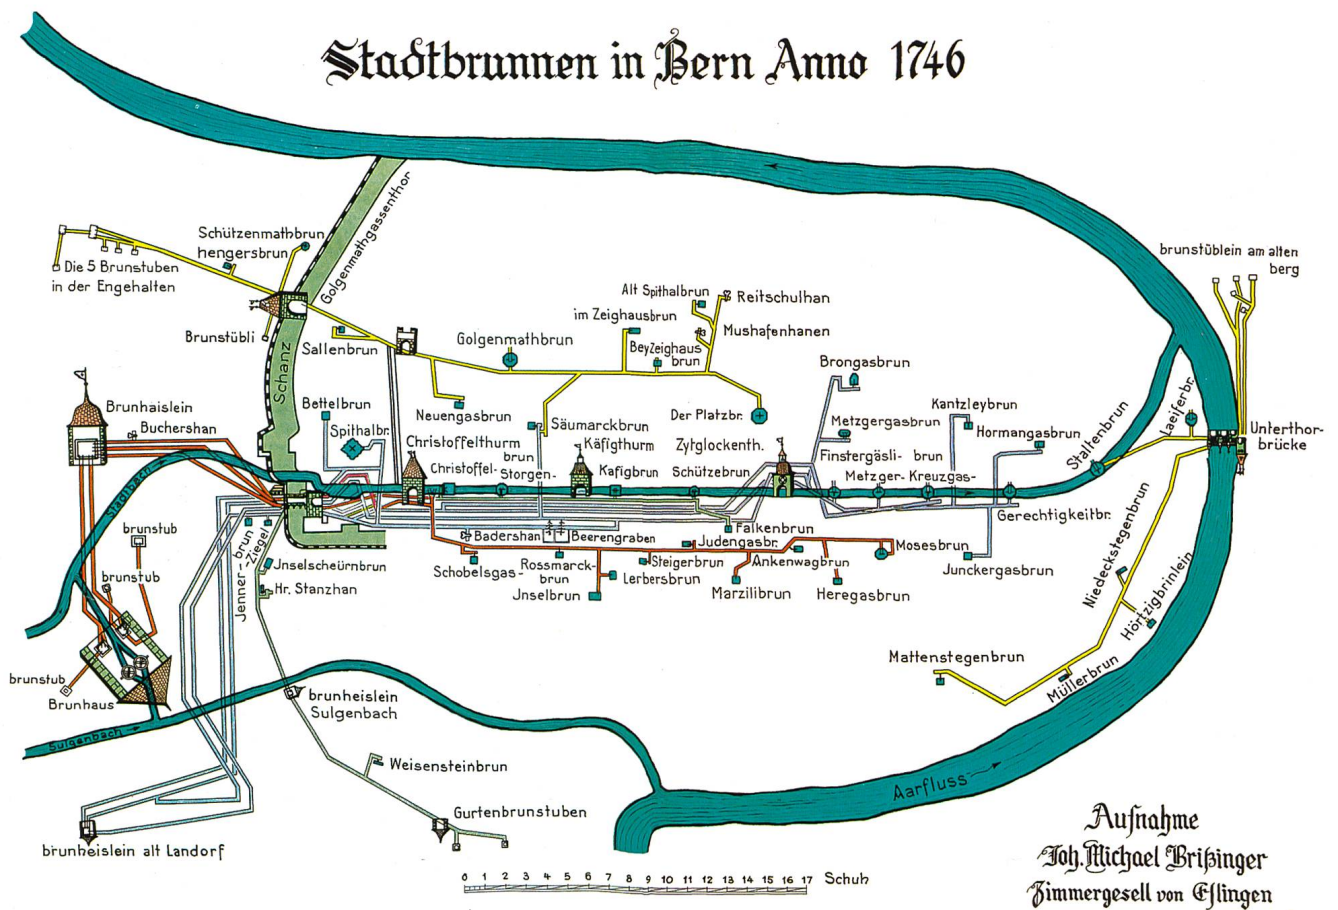 Stadtbrunnen in Bern Anno 1746
Golgenmathgassenthor
Schützenmathbrun
hengersbrun
Die 5 Brunstuben
in der Engehalten
Brunstübli
Schanz
Sallenbrun
Golgenmathbrun
Neuengasbrun
im Zeighausbrun
Alt Spithalbrun
Reitschulhan
Mushafenhanen
BeyZeighaus
brun
Säumarckbrun
Der Platzbr.
Brongasbrun
Metzgergasbrun
Finstergäsli-brun
Kantzleybrun
Hormangasbrun
brunstüblein am alten
berg
Unterthor-
brücke
Laeiferbr.
Stalltenbrun
Brunhaislein
Buchershan
Bettelbrun
Spithalbr.
Christoffelthurm
Christoffel-
brun
Storgen-
Käfigthurm
Kafigbrun
Zytglockenth.
Schützebrun
Metzger-
Kreuzgas-
Gerechtigkeitbr.
Stadtbach
brunstub
brunstub
brunstub
Brunhaus
Sulgenbach
Jenner-brun
-Ziegel
Jnselscheürnbrun
Hr. Stanzhan
Badershan
Beerengraben
Schobelsgas-
Rossmarck-
brun
Jnselbrun
Lerbersbrun
Steigerbrun
Judengasbr.
Falkenbrun
Marzilibrun
Ankenwagbrun
Heregasbrun
Mosesbrun
Junckergasbrun
Niedeckstegenbrun
Hörtzigbrinlein
Müllerbrun
Mattenstegenbrun
brunheislein
Sulgenbach
Weisensteinbrun
Gurtenbrunstuben
brunheislein alt Landorf
Aarfluss
0 1 2 3 4 5 6 7 8 9 10 11 12 13 14 15 16 17 Schuh
Aufnahme
Joh. Michael Brißinger
Zimmergesell von Eßlingen